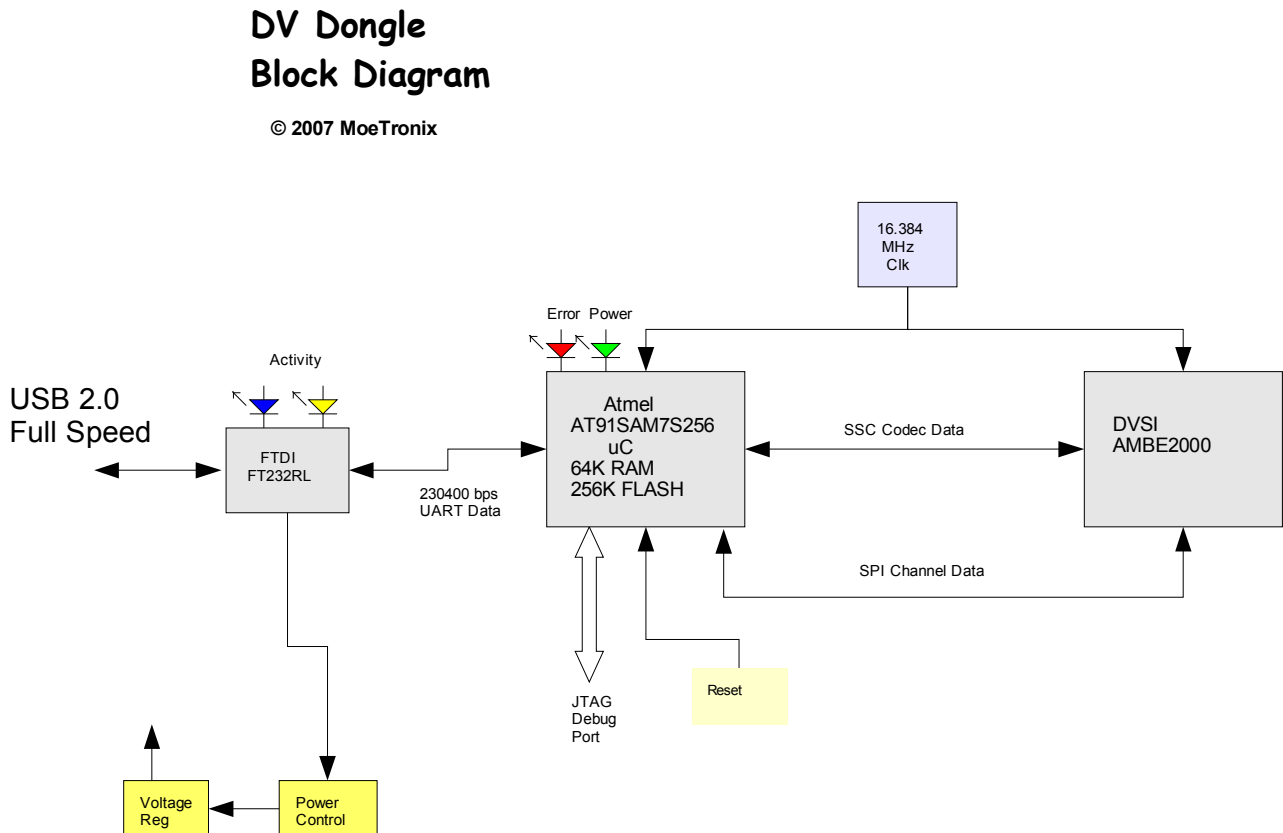 DV Dongle
Block Diagram
© 2007 MoeTronix
16.384
MHz
Clk
Error Power
Activity
USB 2.0
Full Speed
FTDI
FT232RL
230400 bps
UART Data
Atmel
AT91SAM7S256
uC
64K RAM
256K FLASH
SSC Codec Data
DVSI
AMBE2000
SPI Channel Data
JTAG
Debug
Port
Reset
Voltage
Reg
Power
Control